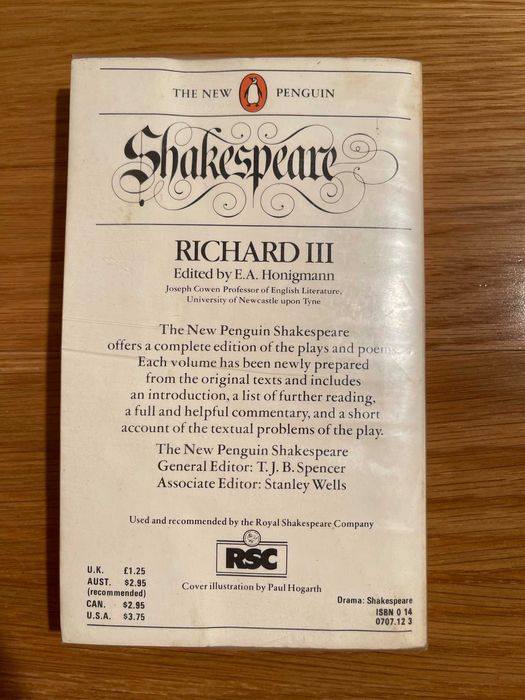 THE NEW PENGUIN
Shakespeare
RICHARD III
Edited by E.A. Honigmann
Joseph Cowen Professor of English Literature,
University of Newcastle upon Tyne
The New Penguin Shakespeare
offers a complete edition of the plays and poems.
Each volume has been newly prepared
from the original texts and includes
an introduction, a list of further reading,
a full and helpful commentary, and a short
account of the textual problems of the play.
The New Penguin Shakespeare
General Editor: T. J. B. Spencer
Associate Editor: Stanley Wells
Used and recommended by the Royal Shakespeare Company
RSC
Cover illustration by Paul Hogarth
U.K. £1.25
AUST. $2.95
(recommended)
CAN. $2.95
U.S.A. $3.75
Drama: Shakespeare
ISBN 0 14
0707.12 3